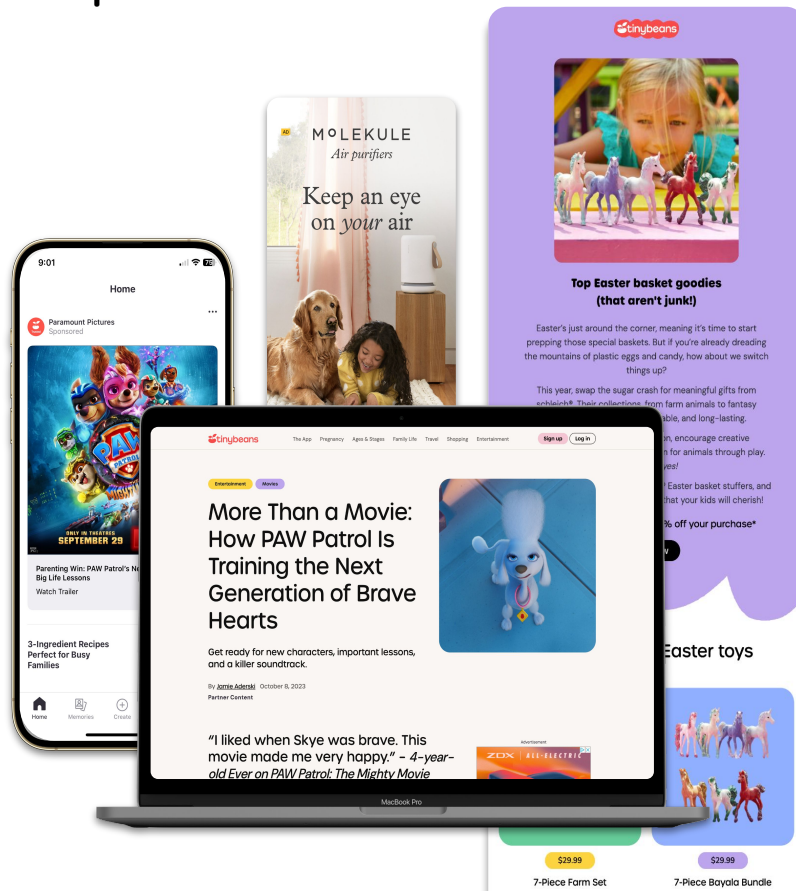 tinybeans
Top Easter basket goodies
(that aren't junk!)
Easter's just around the corner, meaning it's time to start
prepping those special baskets. But if you're already dreading
the mountains of plastic eggs and candy, how about we switch
things up?
This year, swap the sugar crash for meaningful gifts from
schleich®. Their collections, from farm animals to fantasy
able, and long-lasting.
encourage creative
for animals through play.
Easter basket stuffers, and
that your kids will cherish!
% off your purchase*
Easter toys
$29.99
7-Piece Farm Set
$29.99
7-Piece Bayala Bundle
AD
MOLEKULE
Air purifiers
Keep an eye
on your air
9:01
Home
Paramount Pictures
Sponsored
PAW
PATROL
ONLY IN THEATRES
SEPTEMBER 29
Parenting Win: PAW Patrol's
Big Life Lessons
Watch Trailer
3-Ingredient Recipes
Perfect for Busy
Families
Home
Memories
Create
tinybeans
The App
Pregnancy
Ages & Stages
Family Life
Travel
Shopping
Entertainment
Sign up
Log in
Entertainment
Movies
More Than a Movie:
How PAW Patrol Is
Training the Next
Generation of Brave
Hearts
Get ready for new characters, important lessons,
and a killer soundtrack.
By Jamie Aderski October 8, 2023
Partner Content
"I liked when Skye was brave. This
movie made me very happy." – 4-year-
old Ever on PAW Patrol: The Mighty Movie
Advertisement
ZDX ALL-ELECTRIC
MacBook Pro